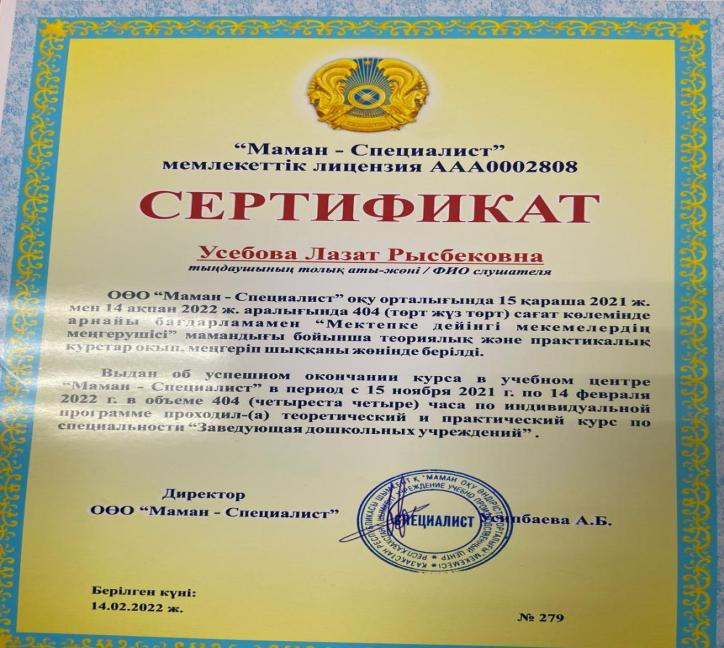 “Маман - Специалист”
мемлекеттік лицензия ААА0002808
СЕРТИФИКАТ
Усебова Лазат Рысбековна
тыңдаушының толық аты-жөні / ФИО слушателя
ОӨО “Маман - Специалист” оқу орталығында 15 қараша 2021 ж.
мен 14 ақпан 2022 ж. аралығында 404 (төрт жүз төрт) сағат көлемінде
арнайы бағдарламамен “Мектепке дейінгі мекемелердің
меңгерушісі” мамандығы бойынша теориялық және практикалық
курстар оқып, меңгеріп шыққаны жөнінде берілді.
Выдан об успешном окончании курса в учебном центре
“Маман - Специалист” в период с 15 ноября 2021 г. по 14 февраля
2022 г. в объеме 404 (четыреста четыре) часа по индивидуальной
программе проходил-(а) теоретический и практический курс по
специальности “Заведующая дошкольных учреждений” .
Директор
ОӨО “Маман - Специалист”
СПЕЦИАЛИСТ
Усипбаева А.Б.
Берілген күні:
14.02.2022 ж.
№ 279